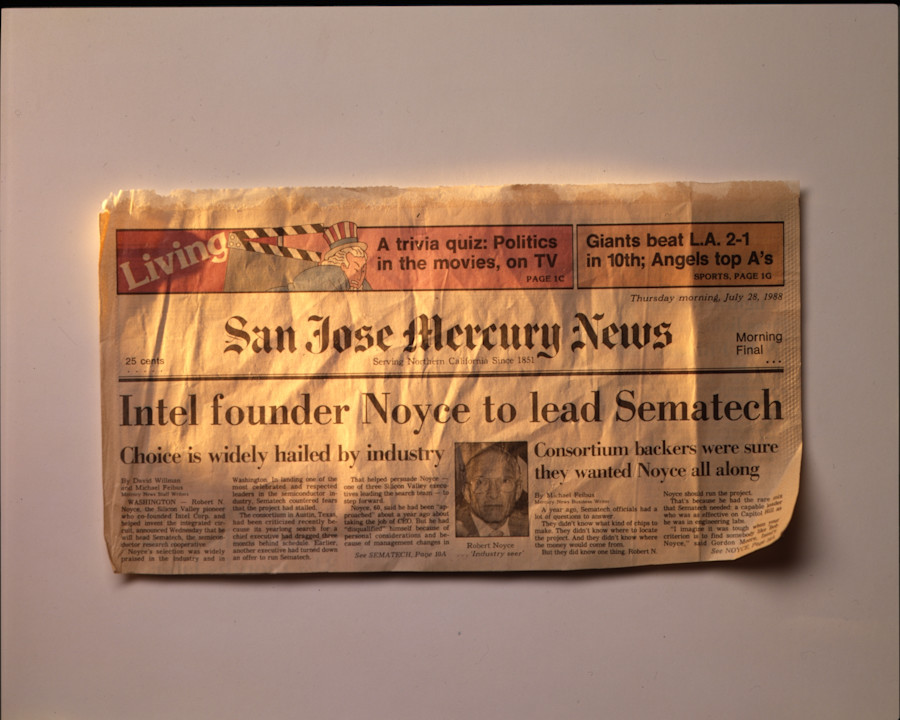 Living
A trivia quiz: Politics
in the movies, on TV
PAGE 1C
Giants beat L.A. 2-1
in 10th; Angels top A's
SPORTS, PAGE 1G
Thursday morning, July 28, 1988
San Jose Mercury News
25 cents
Serving Northern California Since 1851
Morning
Final
Intel founder Noyce to lead Sematech
Choice is widely hailed by industry
By David Willman
and Michael Feibus
Mercury News Staff Writers
WASHINGTON — Robert N.
Noyce, the Silicon Valley pioneer
who co-founded Intel Corp. and
helped invent the integrated cir-
cuit, announced Wednesday that he
will head Sematech, the semicon-
ductor research cooperative.
Noyce's selection was widely
praised in the industry and in
Washington. In landing one of the
most celebrated and respected
leaders in the semiconductor in-
dustry, Sematech countered fears
that the project had stalled.
The consortium in Austin, Texas,
had been criticized recently be-
cause its yearlong search for a
chief executive had dragged three
months behind schedule. Earlier,
another executive had turned down
an offer to run Sematech.
That helped persuade Noyce —
one of three Silicon Valley execu-
tives leading the search team — to
step forward.
Noyce, 60, said he had been "ap-
proached" about a year ago about
taking the job of CEO. But he had
"disqualified" himself because of
personal considerations and be-
cause of management changes in
See SEMATECH, Page 8A
Robert Noyce
. . . 'Industry seer'
Consortium backers were sure
they wanted Noyce all along
By Michael Feibus
Mercury News Business Writer
A year ago, Sematech officials had a
lot of questions to answer.
They didn't know what kind of chips to
make. They didn't know where to locate
the project. And they didn't know where
the money would come from.
But they did know one thing: Robert N.
Noyce should run the project.
That's because he had the rare mix
that Sematech needed: a capable leader
who was as effective on Capitol Hill as
he was in engineering labs.
"I imagine it was tough when your
criterion is to find somebody like Bob
Noyce," said Gordon Moore,
See NOYCE, Page